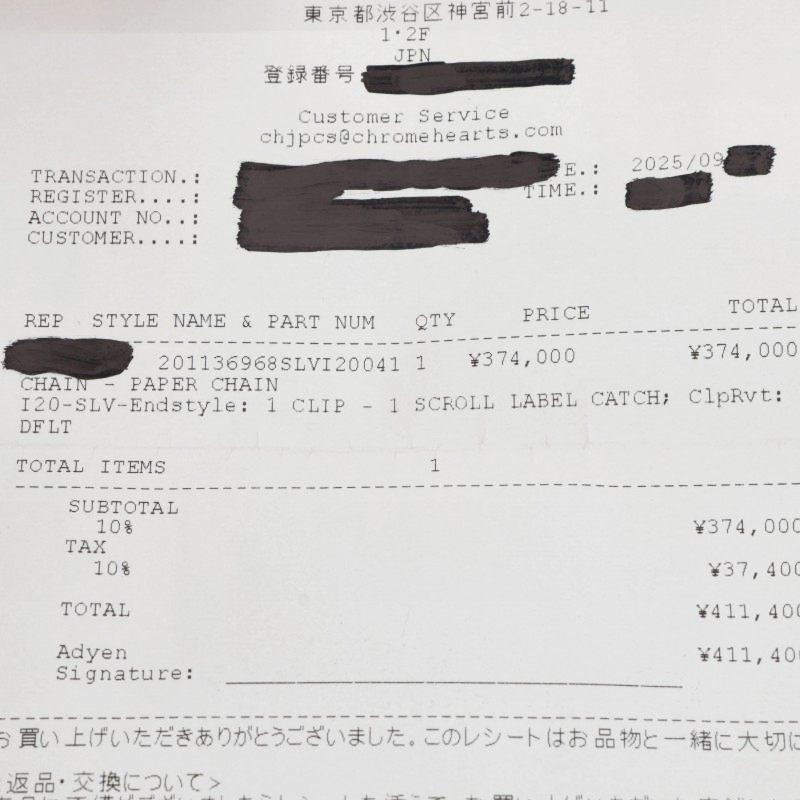 東京都渋谷区神宮前2-18-11
1・2F
JPN
登録番号
Customer Service
chjpcs@chromehearts.com
TRANSACTION.:
E.: 2025/09
REGISTER....:
TIME.:
ACCOUNT NO..:
CUSTOMER....:
REP STYLE NAME & PART NUM QTY PRICE TOTAL
201136968SLVI20041 1 ¥374,000 ¥374,000
CHAIN - PAPER CHAIN
I20-SLV-Endstyle: 1 CLIP - 1 SCROLL LABEL CATCH; ClpRvt:
DFLT
TOTAL ITEMS 1
SUBTOTAL
10% ¥374,000
TAX
10% ¥37,400
TOTAL ¥411,400
Adyen ¥411,400
Signature:
お買い上げいただきありがとうございました。このレシートはお品物と一緒に大切に
返品・交換について>